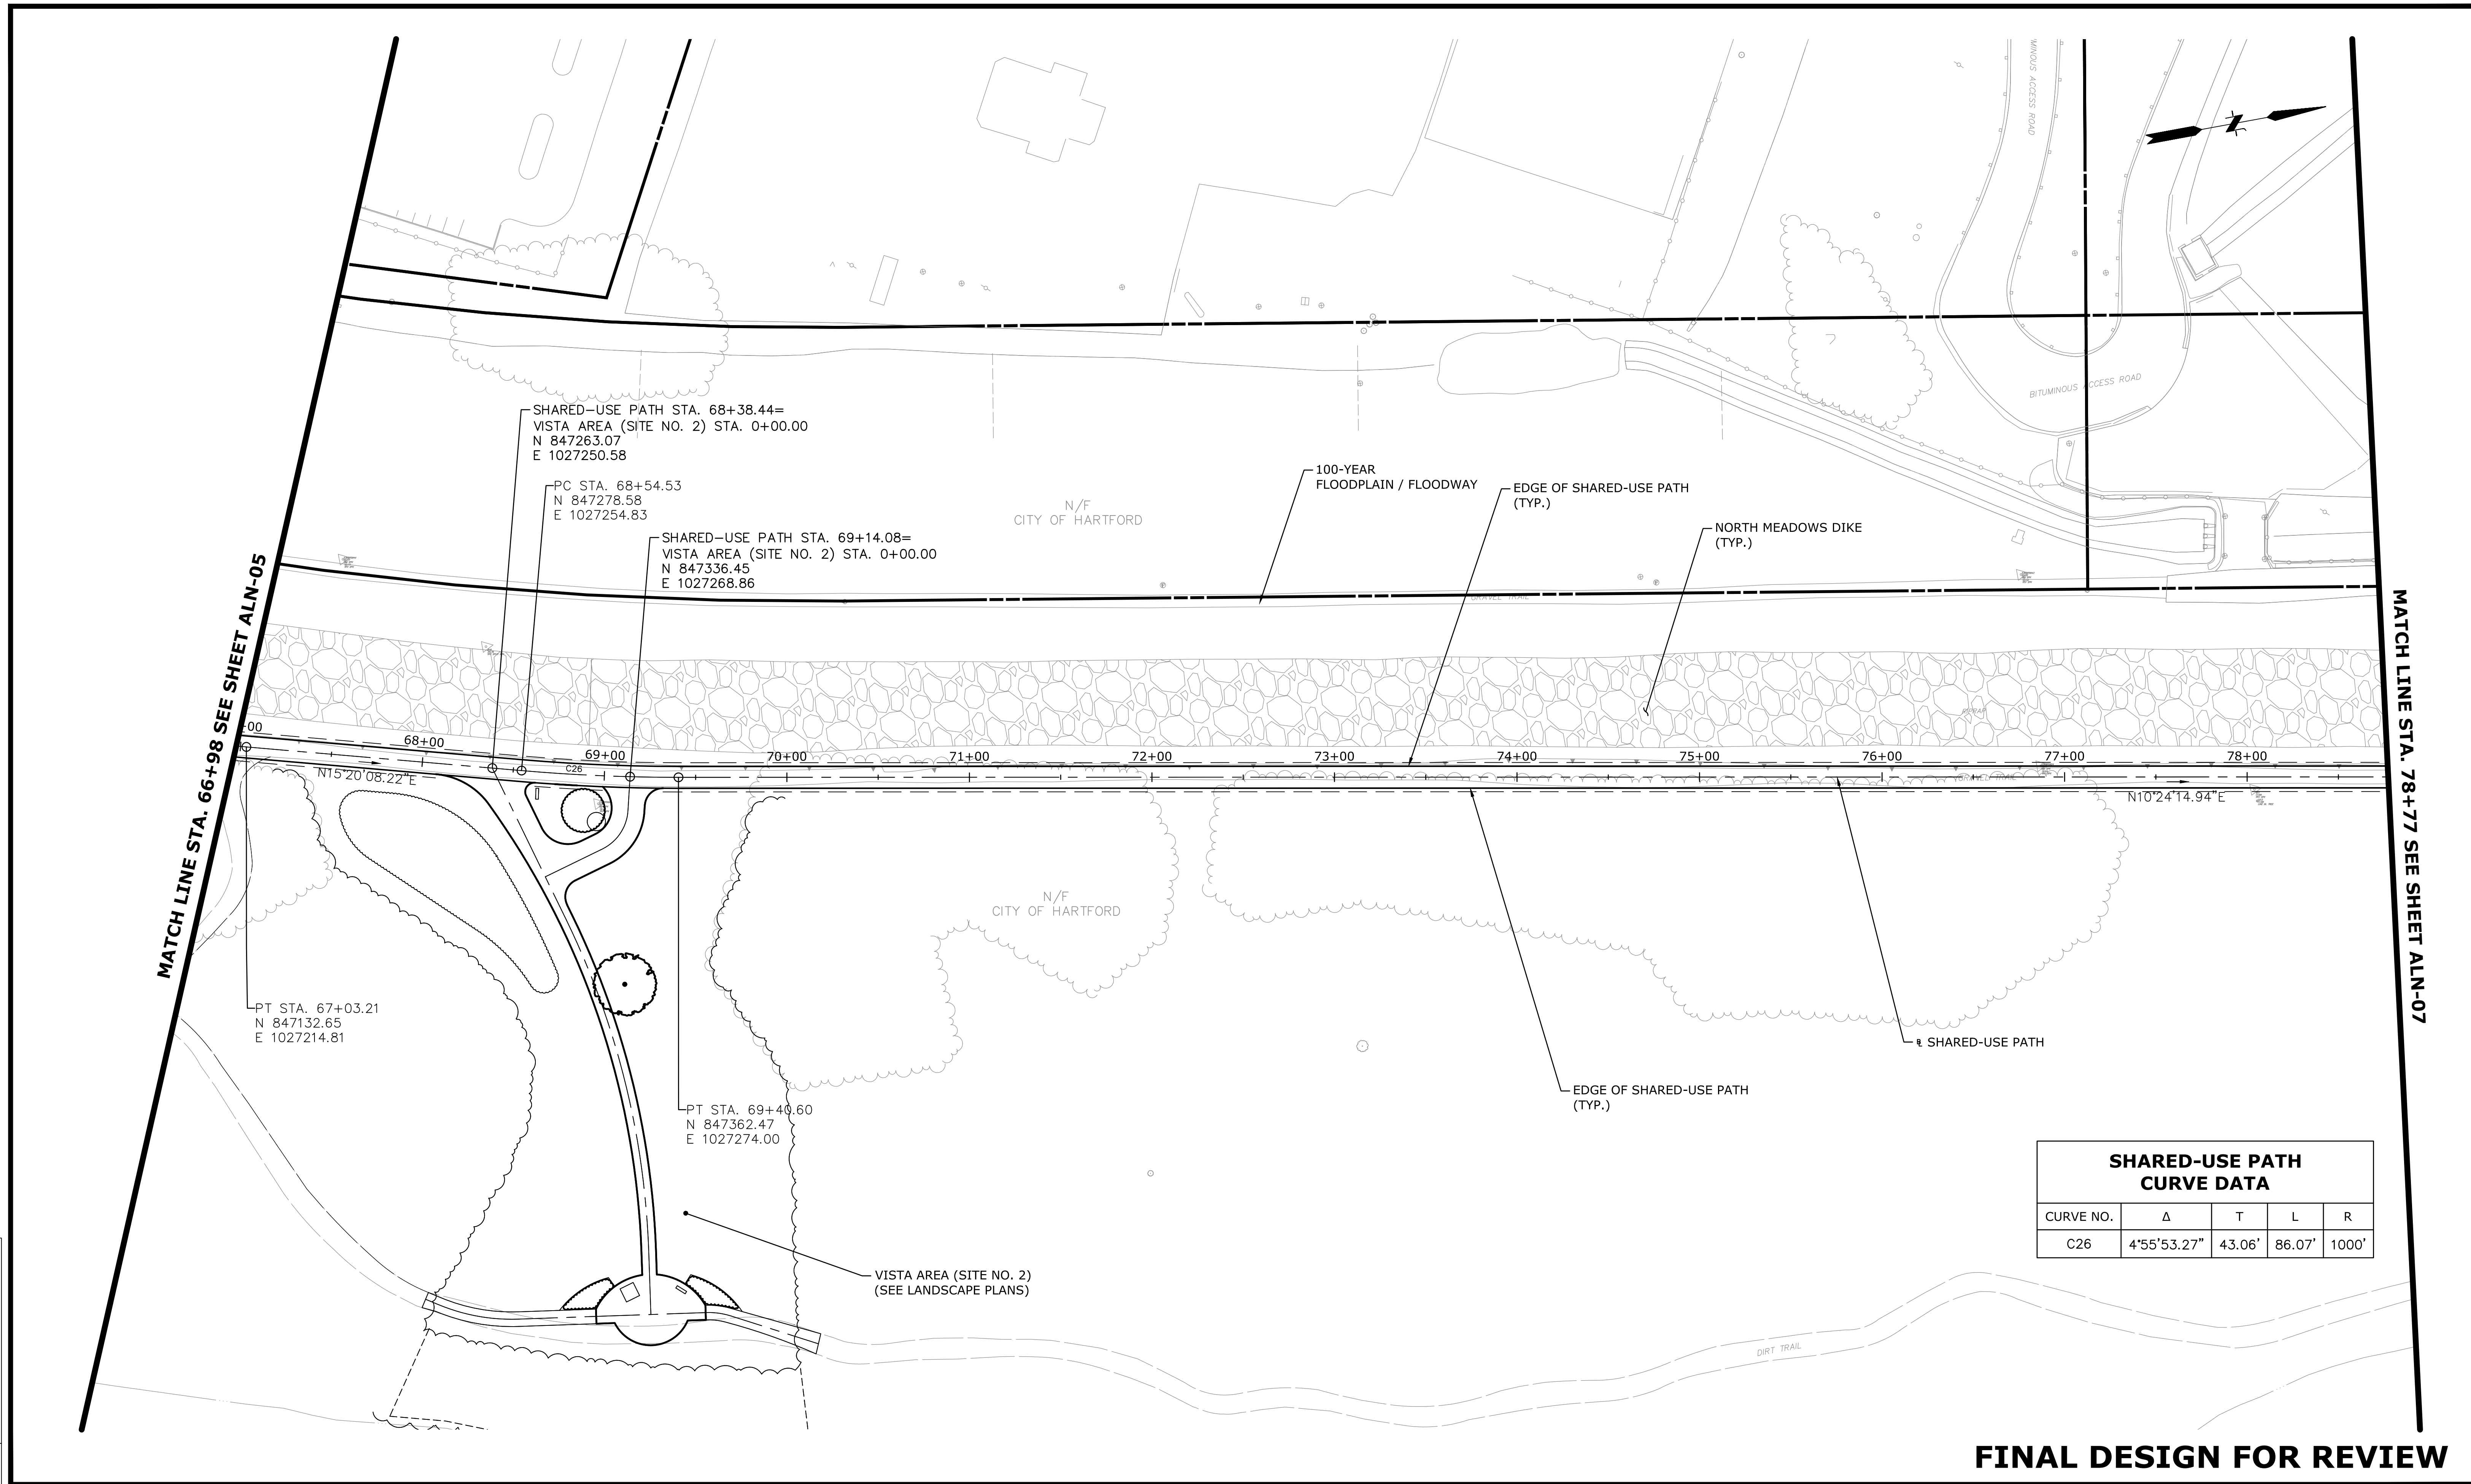 MINOUS ACCESS ROAD
BITUMINOUS ACCESS ROAD
SHARED-USE PATH STA. 68+38.44=
VISTA AREA (SITE NO. 2) STA. 0+00.00
N 847263.07
E 1027250.58
PC STA. 68+54.53
N 847278.58
E 1027254.83
SHARED-USE PATH STA. 69+14.08=
VISTA AREA (SITE NO. 2) STA. 0+00.00
N 847336.45
E 1027268.86
N/F
CITY OF HARTFORD
100-YEAR
FLOODPLAIN / FLOODWAY
EDGE OF SHARED-USE PATH
(TYP.)
NORTH MEADOWS DIKE
(TYP.)
GRAVEL TRAIL
MATCH LINE STA. 66+98 SEE SHEET ALN-05
MATCH LINE STA. 78+77 SEE SHEET ALN-07
RIPRAP
+00
68+00
69+00
70+00
71+00
72+00
73+00
74+00
75+00
76+00
77+00
78+00
N15°20'08.22"E
C26
GRAVEL TRAIL
N10°24'14.94"E
N/F
CITY OF HARTFORD
PT STA. 67+03.21
N 847132.65
E 1027214.81
PT STA. 69+40.60
N 847362.47
E 1027274.00
℄ SHARED-USE PATH
EDGE OF SHARED-USE PATH
(TYP.)
VISTA AREA (SITE NO. 2)
(SEE LANDSCAPE PLANS)
DIRT TRAIL
SHARED-USE PATH
CURVE DATA
CURVE NO. Δ T L R
C26 4°55'53.27" 43.06' 86.07' 1000'
FINAL DESIGN FOR REVIEW